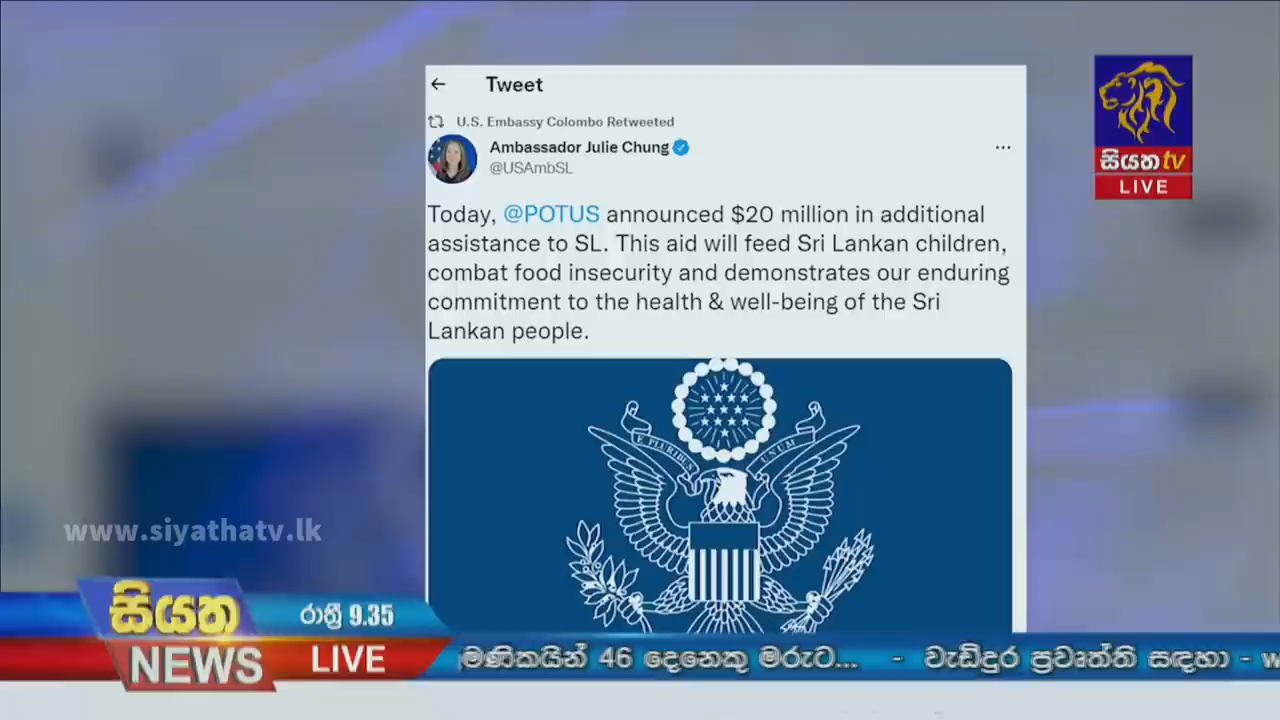 Tweet
U.S. Embassy Colombo Retweeted
Ambassador Julie Chung
@USAmbSL
Today, @POTUS announced $20 million in additional
assistance to SL. This aid will feed Sri Lankan children,
combat food insecurity and demonstrates our enduring
commitment to the health & well-being of the Sri
Lankan people.
E PLURIBUS UNUM
සියත tv
LIVE
www.siyathatv.lk
සියත
NEWS
රාත්‍රී 9.35
LIVE
මණිකයින් 46 දෙනෙකු මරුට... - වැඩිදුර ප්‍රවෘත්ති සඳහා - w